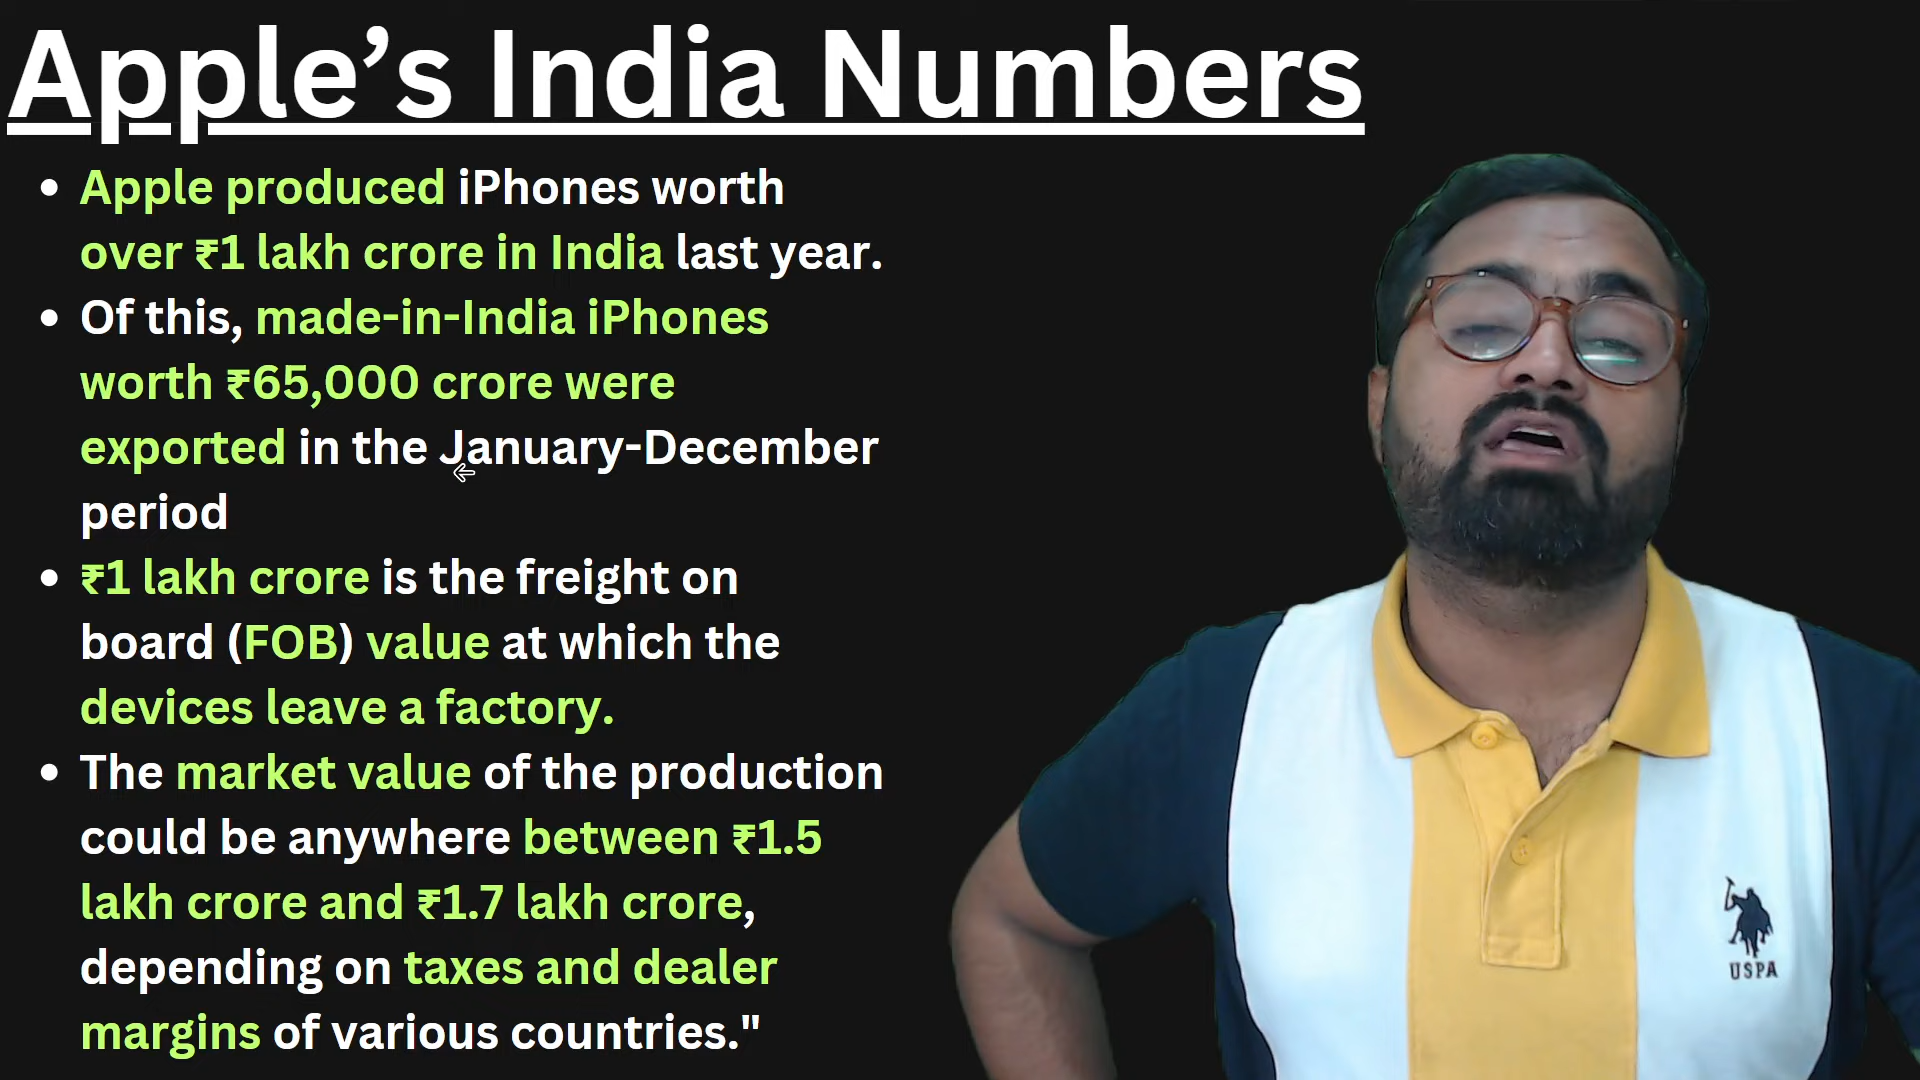 Apple’s India Numbers
• Apple produced iPhones worth
over ₹1 lakh crore in India last year.
• Of this, made-in-India iPhones
worth ₹65,000 crore were
exported in the January-December
period
• ₹1 lakh crore is the freight on
board (FOB) value at which the
devices leave a factory.
• The market value of the production
could be anywhere between ₹1.5
lakh crore and ₹1.7 lakh crore,
depending on taxes and dealer
margins of various countries."
USPA